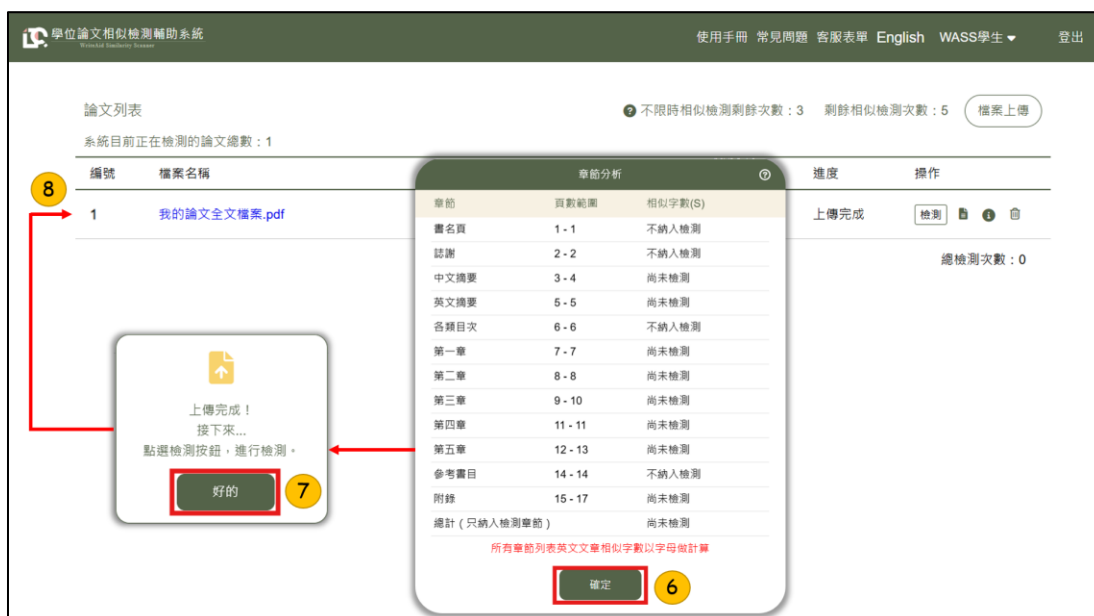 學位論文相似檢測輔助系統
WriteAid Similarity Scanner
使用手冊 常見問題 客服表單 English WASS學生 登出
論文列表
不限時相似檢測剩餘次數：3 剩餘相似檢測次數：5 檔案上傳
系統目前正在檢測的論文總數：1
編號 檔案名稱 進度 操作
8
1 我的論文全文檔案.pdf 上傳完成 檢測
總檢測次數：0
章節分析
章節 頁數範圍 相似字數(S)
書名頁 1 - 1 不納入檢測
誌謝 2 - 2 不納入檢測
中文摘要 3 - 4 尚未檢測
英文摘要 5 - 5 尚未檢測
各類目次 6 - 6 不納入檢測
第一章 7 - 7 尚未檢測
第二章 8 - 8 尚未檢測
第三章 9 - 10 尚未檢測
第四章 11 - 11 尚未檢測
第五章 12 - 13 尚未檢測
參考書目 14 - 14 不納入檢測
附錄 15 - 17 尚未檢測
總計（只納入檢測章節） 尚未檢測
所有章節列表英文文章相似字數以字母做計算
確定 6
上傳完成！
接下來...
點選檢測按鈕，進行檢測。
好的 7